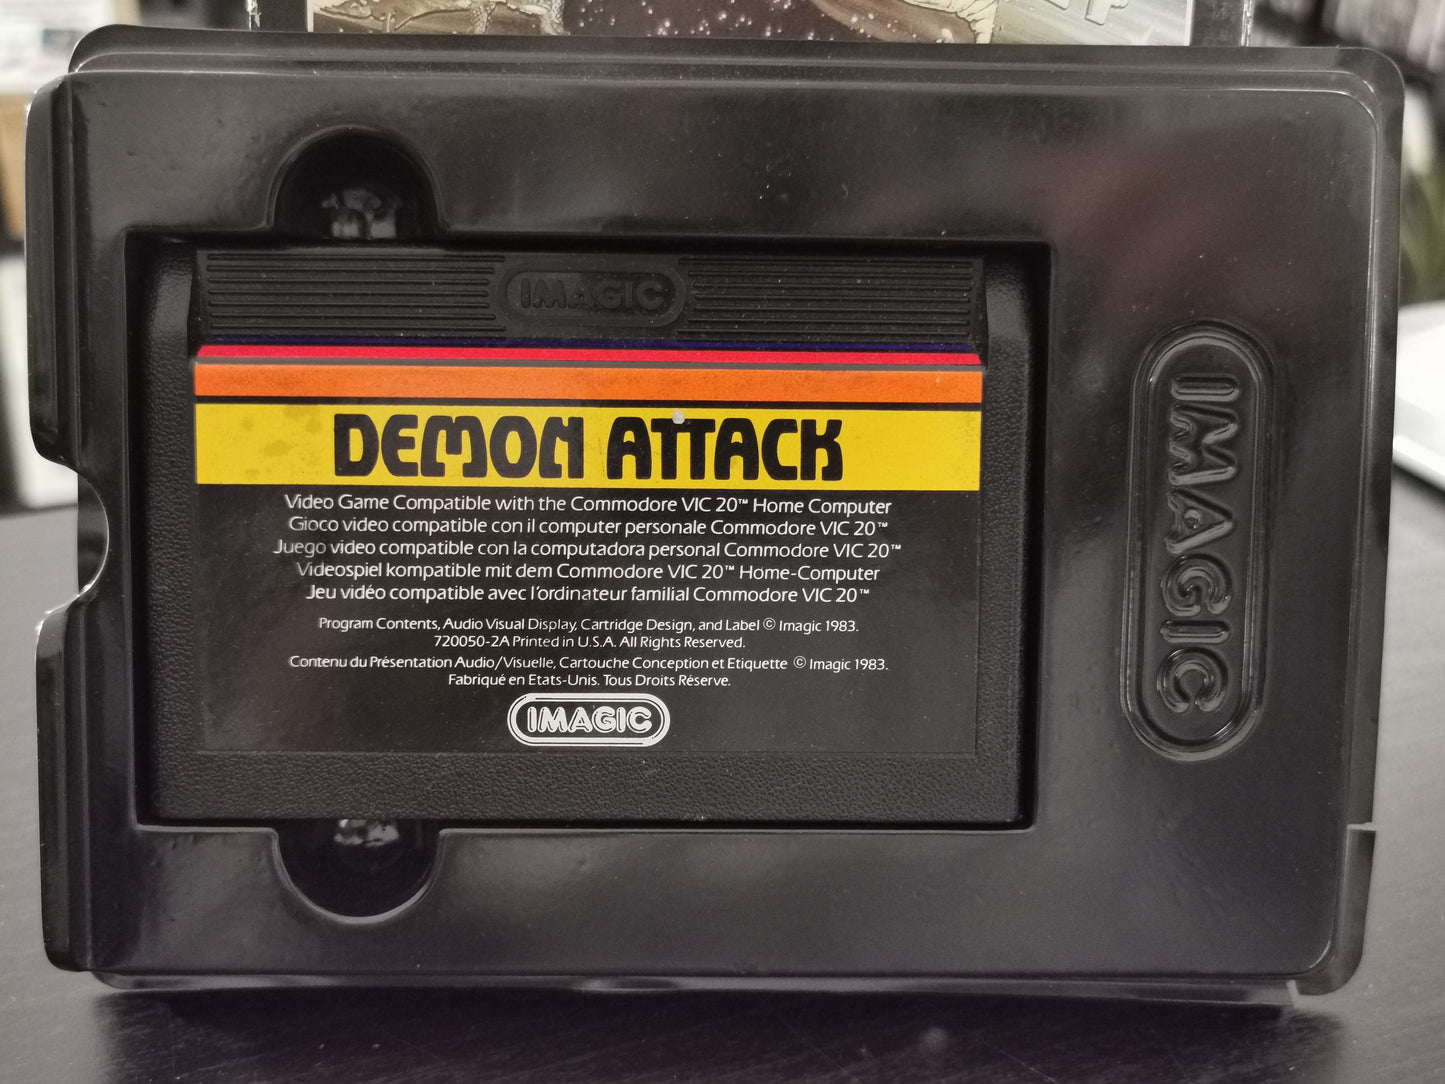 IMAGIC
DEMON ATTACK
Video Game Compatible with the Commodore VIC 20™ Home Computer
Gioco video compatibile con il computer personale Commodore VIC 20™
Juego video compatible con la computadora personal Commodore VIC 20™
Videospiel kompatible mit dem Commodore VIC 20™ Home-Computer
Jeu vidéo compatible avec l'ordinateur familial Commodore VIC 20™
Program Contents, Audio Visual Display, Cartridge Design, and Label © Imagic 1983.
720050-2A Printed in U.S.A. All Rights Reserved.
Contenu du Présentation Audio/Visuelle, Cartouche Conception et Etiquette © Imagic 1983.
Fabriqué en Etats-Unis. Tous Droits Réserve.
IMAGIC
IMAGIC